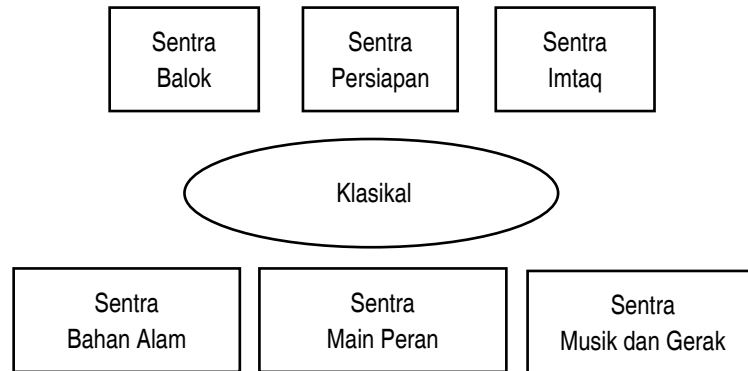 Sentra
Balok
Sentra
Persiapan
Sentra
Imtaq
Klasikal
Sentra
Bahan Alam
Sentra
Main Peran
Sentra
Musik dan Gerak